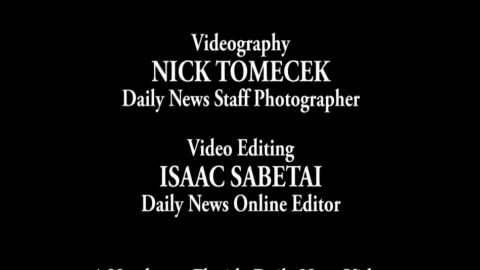 Videography
NICK TOMECEK
Daily News Staff Photographer
Video Editing
ISAAC SABETAI
Daily News Online Editor